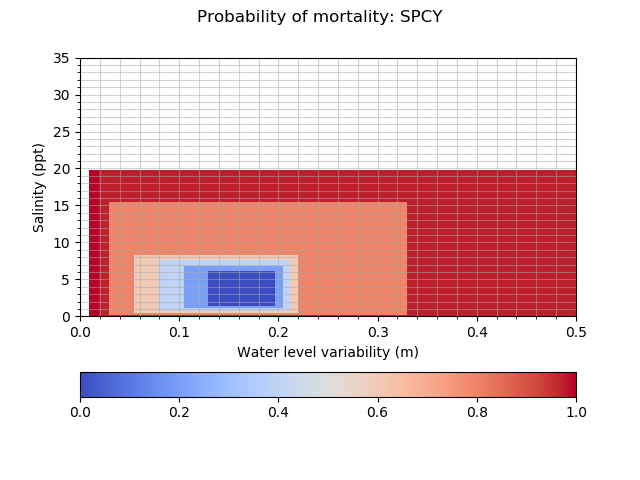 Probability of mortality: SPCY
35
30
25
20
15
10
5
0
Salinity (ppt)
0.0 0.1 0.2 0.3 0.4 0.5
Water level variability (m)
0.0 0.2 0.4 0.6 0.8 1.0